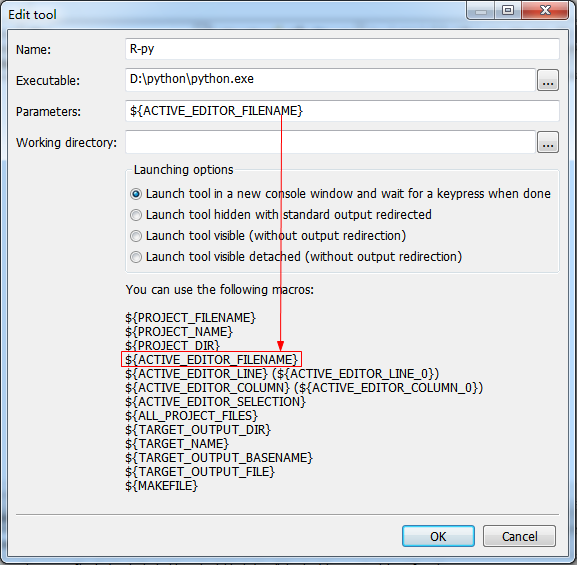 Edit tool
Name: R-py
Executable: D:\python\python.exe ...
Parameters: ${ACTIVE_EDITOR_FILENAME}
Working directory: ...
Launching options
Launch tool in a new console window and wait for a keypress when done
Launch tool hidden with standard output redirected
Launch tool visible (without output redirection)
Launch tool visible detached (without output redirection)
You can use the following macros:
${PROJECT_FILENAME}
${PROJECT_NAME}
${PROJECT_DIR}
${ACTIVE_EDITOR_FILENAME}
${ACTIVE_EDITOR_LINE} (${ACTIVE_EDITOR_LINE_0})
${ACTIVE_EDITOR_COLUMN} (${ACTIVE_EDITOR_COLUMN_0})
${ACTIVE_EDITOR_SELECTION}
${ALL_PROJECT_FILES}
${TARGET_OUTPUT_DIR}
${TARGET_NAME}
${TARGET_OUTPUT_BASENAME}
${TARGET_OUTPUT_FILE}
${MAKEFILE}
OK Cancel